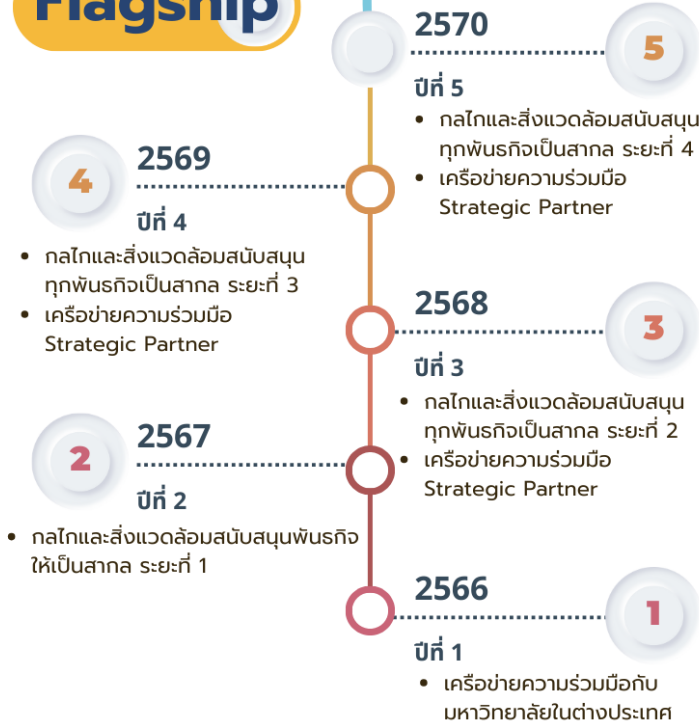 Flagship
2570
5
ปีที่ 5
• กลไกและสิ่งแวดล้อมสนับสนุน
ทุกพันธกิจเป็นสากล ระยะที่ 4
• เครือข่ายความร่วมมือ
Strategic Partner
4
2569
ปีที่ 4
• กลไกและสิ่งแวดล้อมสนับสนุน
ทุกพันธกิจเป็นสากล ระยะที่ 3
• เครือข่ายความร่วมมือ
Strategic Partner
2568
3
ปีที่ 3
• กลไกและสิ่งแวดล้อมสนับสนุน
ทุกพันธกิจเป็นสากล ระยะที่ 2
• เครือข่ายความร่วมมือ
Strategic Partner
2
2567
ปีที่ 2
• กลไกและสิ่งแวดล้อมสนับสนุนพันธกิจ
ให้เป็นสากล ระยะที่ 1
2566
1
ปีที่ 1
• เครือข่ายความร่วมมือกับ
มหาวิทยาลัยในต่างประเทศ